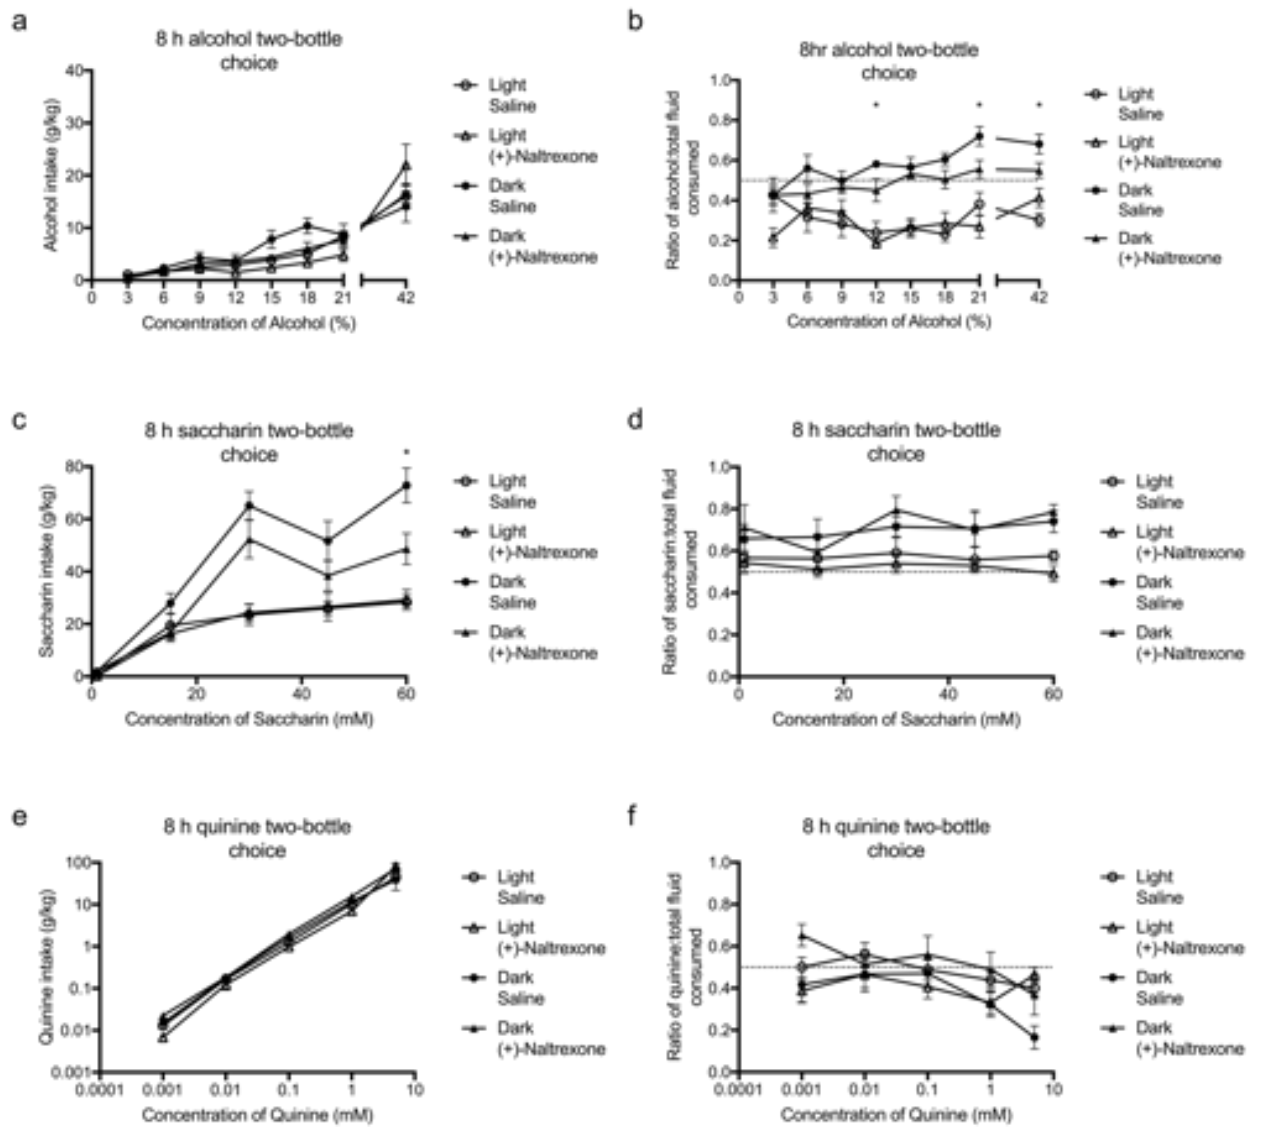 a
8 h alcohol two-bottle
choice
Alcohol intake (g/kg)
40
30
20
10
0
0 3 6 9 12 15 18 21 42
Concentration of Alcohol (%)
Light
Saline
Light
(+)-Naltrexone
Dark
Saline
Dark
(+)-Naltrexone
b
8hr alcohol two-bottle
choice
Ratio of alcohol:total fluid
consumed
1.0
0.8
0.6
0.4
0.2
0.0
* * *
0 3 6 9 12 15 18 21 42
Concentration of Alcohol (%)
Light
Saline
Light
(+)-Naltrexone
Dark
Saline
Dark
(+)-Naltrexone
c
8 h saccharin two-bottle
choice
*
Saccharin intake (g/kg)
80
60
40
20
0
0 20 40 60
Concentration of Saccharin (mM)
Light
Saline
Light
(+)-Naltrexone
Dark
Saline
Dark
(+)-Naltrexone
d
8 h saccharin two-bottle
choice
Ratio of saccharin:total fluid
consumed
1.0
0.8
0.6
0.4
0.2
0.0
0 20 40 60
Concentration of Saccharin (mM)
Light
Saline
Light
(+)-Naltrexone
Dark
Saline
Dark
(+)-Naltrexone
e
8 h quinine two-bottle
choice
Quinine intake (g/kg)
100
10
1
0.1
0.01
0.001
0.0001 0.001 0.01 0.1 1 10
Concentration of Quinine (mM)
Light
Saline
Light
(+)-Naltrexone
Dark
Saline
Dark
(+)-Naltrexone
f
8 h quinine two-bottle
choice
Ratio of quinine:total fluid
consumed
1.0
0.8
0.6
0.4
0.2
0.0
0.0001 0.001 0.01 0.1 1 10
Concentration of Quinine (mM)
Light
Saline
Light
(+)-Naltrexone
Dark
Saline
Dark
(+)-Naltrexone